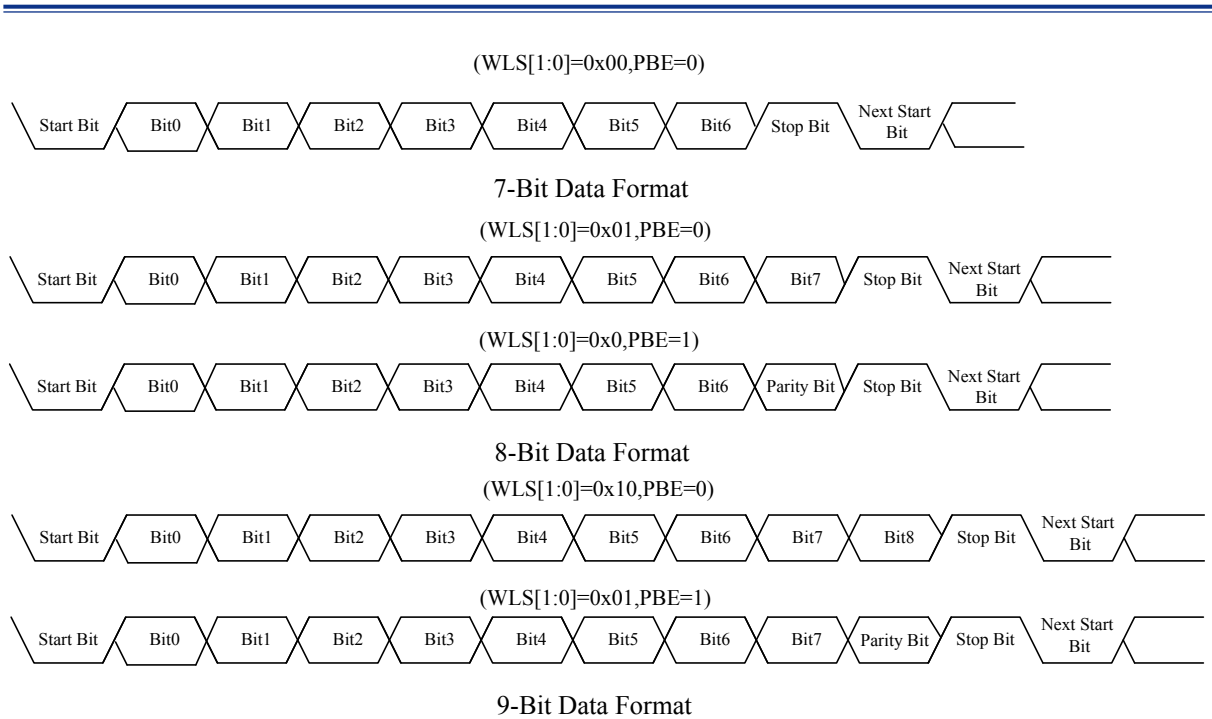 (WLS[1:0]=0x00,PBE=0)
Start Bit Bit0 Bit1 Bit2 Bit3 Bit4 Bit5 Bit6 Stop Bit Next Start Bit
7-Bit Data Format
(WLS[1:0]=0x01,PBE=0)
Start Bit Bit0 Bit1 Bit2 Bit3 Bit4 Bit5 Bit6 Bit7 Stop Bit Next Start Bit
(WLS[1:0]=0x0,PBE=1)
Start Bit Bit0 Bit1 Bit2 Bit3 Bit4 Bit5 Bit6 Parity Bit Stop Bit Next Start Bit
8-Bit Data Format
(WLS[1:0]=0x10,PBE=0)
Start Bit Bit0 Bit1 Bit2 Bit3 Bit4 Bit5 Bit6 Bit7 Bit8 Stop Bit Next Start Bit
(WLS[1:0]=0x01,PBE=1)
Start Bit Bit0 Bit1 Bit2 Bit3 Bit4 Bit5 Bit6 Bit7 Parity Bit Stop Bit Next Start Bit
9-Bit Data Format